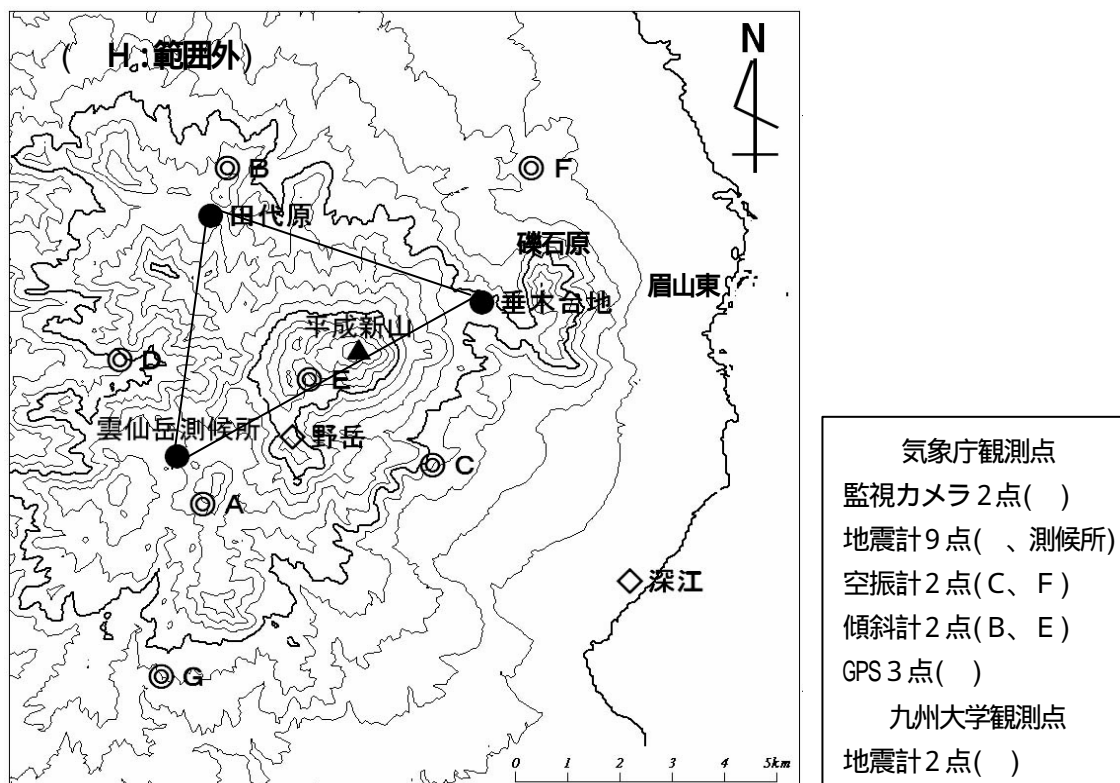 ( H:範囲外)
N
B
F
田代原
礫石原
眉山東
垂木台地
平成新山
D
E
雲仙岳測候所
野岳
C
A
深江
G
0 1 2 3 4 5km
気象庁観測点
監視カメラ2点( )
地震計9点( 、測候所)
空振計2点(C、F)
傾斜計2点(B、E)
GPS3点( )
九州大学観測点
地震計2点( )